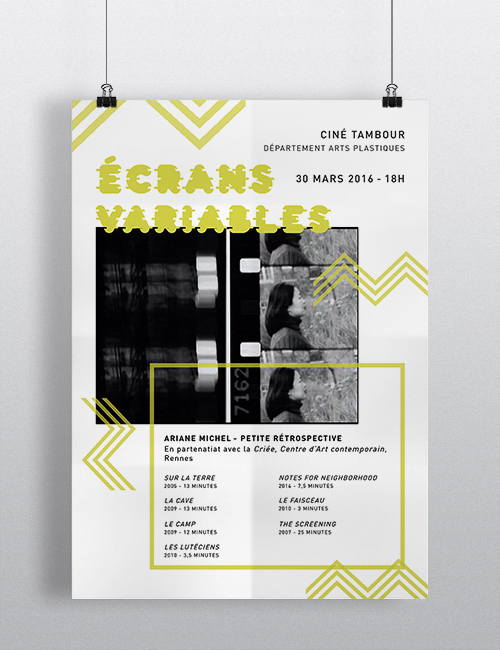 CINÉ TAMBOUR
DÉPARTEMENT ARTS PLASTIQUES
30 MARS 2016 - 18H
ÉCRANS
VARIABLES
7162
ARIANE MICHEL - PETITE RÉTROSPECTIVE
En partenatiat avec la Criée, Centre d'Art contemporain,
Rennes
SUR LA TERRE
2005 - 13 MINUTES
LA CAVE
2009 - 13 MINUTES
LE CAMP
2009 - 12 MINUTES
LES LUTÉCIENS
2010 - 3,5 MINUTES
NOTES FOR NEIGHBORHOOD
2014 - 7,5 MINUTES
LE FAISCEAU
2010 - 3 MINUTES
THE SCREENING
2007 - 25 MINUTES